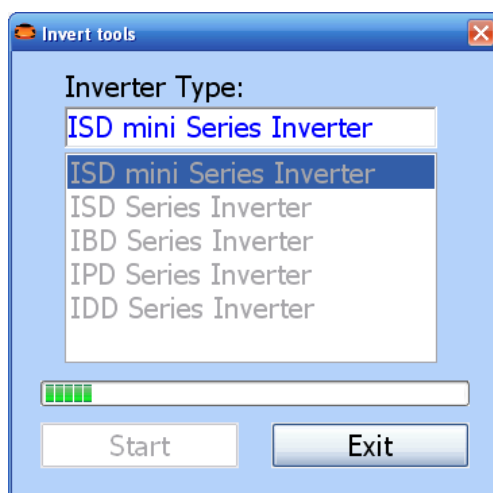 Invert tools
Inverter Type:
ISD mini Series Inverter
ISD mini Series Inverter
ISD Series Inverter
IBD Series Inverter
IPD Series Inverter
IDD Series Inverter
Start
Exit